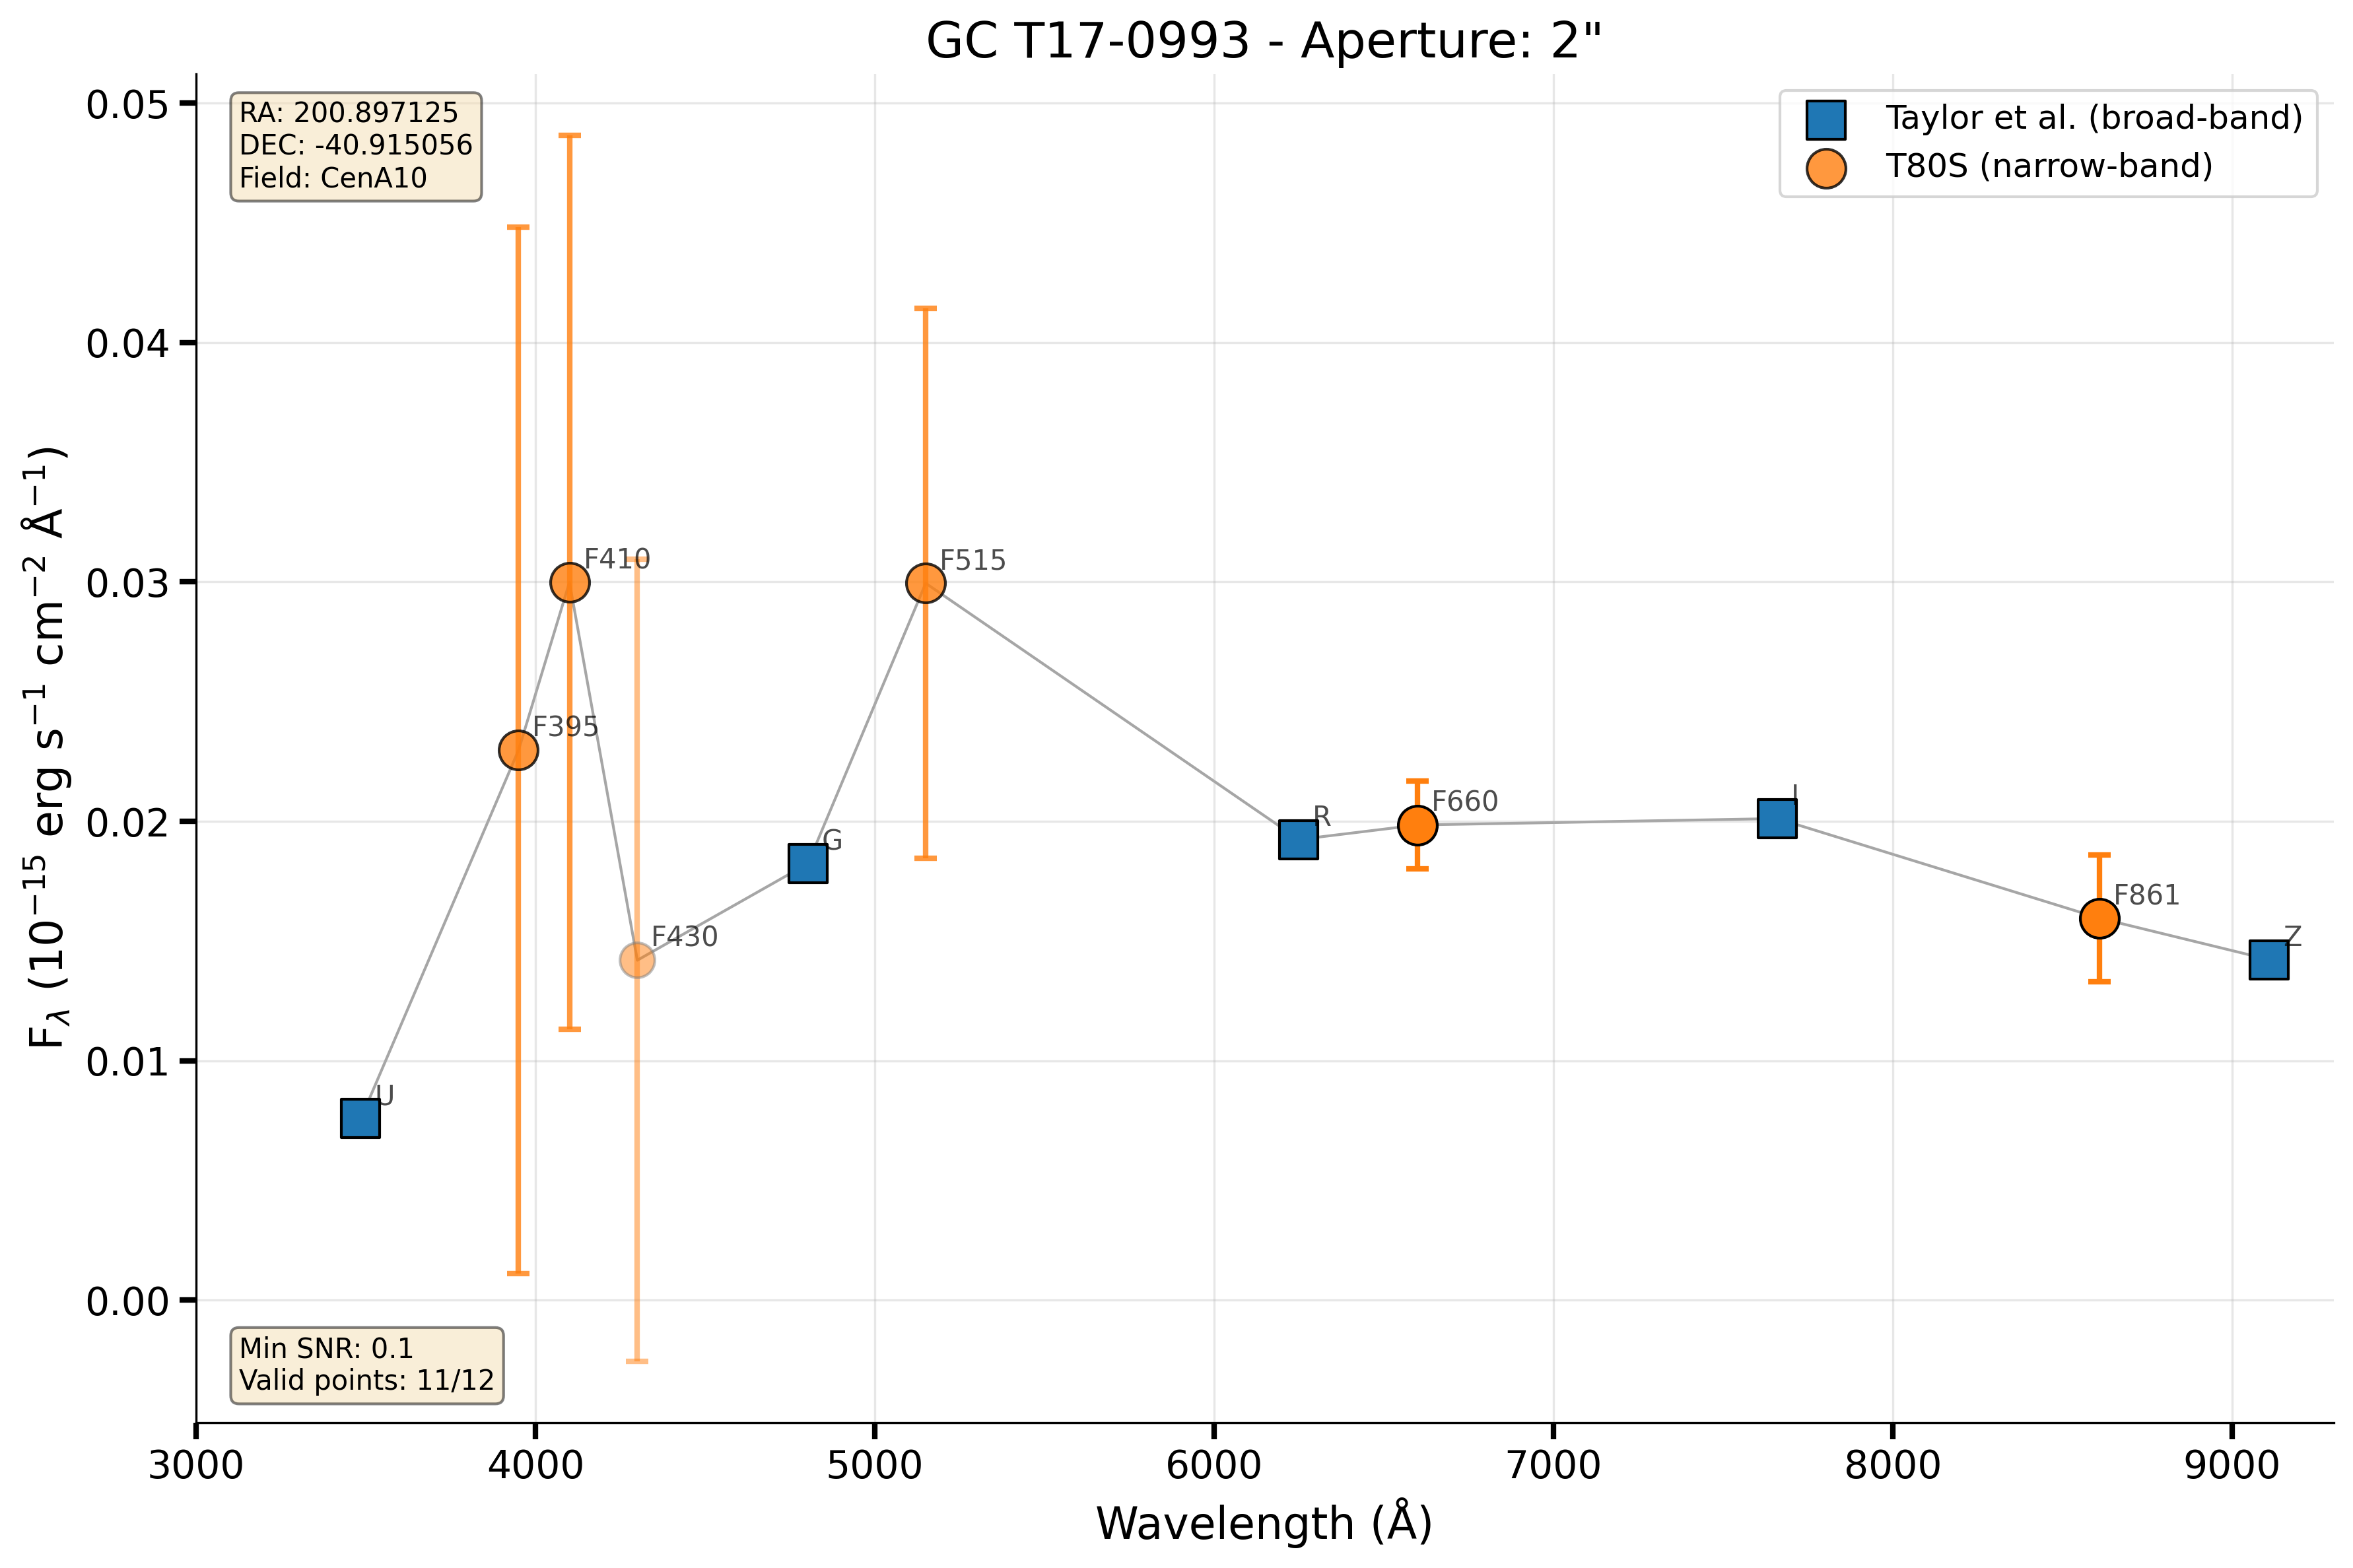 GC T17-0993 - Aperture: 2"
RA: 200.897125
DEC: -40.915056
Field: CenA10
Taylor et al. (broad-band)
T80S (narrow-band)
0.05
0.04
0.03
0.02
0.01
0.00
F$_{\lambda}$ (10$^{-15}$ erg s$^{-1}$ cm$^{-2}$ Å$^{-1}$)
U
F395
F410
F430
G
F515
R
F660
I
F861
Z
Min SNR: 0.1
Valid points: 11/12
3000 4000 5000 6000 7000 8000 9000
Wavelength (Å)